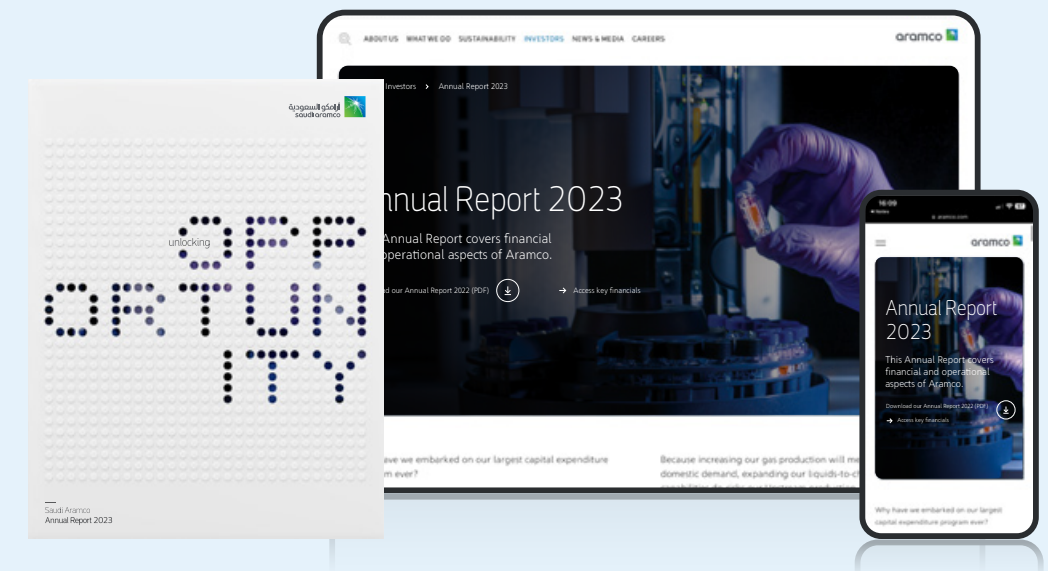 أرامكو السعودية
saudi aramco
unlocking
OPP
ORTUN
ITY
Saudi Aramco
Annual Report 2023
ABOUT US WHAT WE DO SUSTAINABILITY INVESTORS NEWS & MEDIA CAREERS
aramco
Investors > Annual Report 2023
nnual Report 2023
Annual Report covers financial
operational aspects of Aramco.
d our Annual Report 2022 (PDF)
→ Access key financials
ave we embarked on our largest capital expenditure
m ever?
Because increasing our gas production will me
domestic demand, expanding our liquids-to-c
16:09
aramco.com
aramco
Annual Report
2023
This Annual Report covers
financial and operational
aspects of Aramco.
Download our Annual Report 2022 (PDF)
→ Access key financials
Why have we embarked on our largest
capital expenditure program ever?